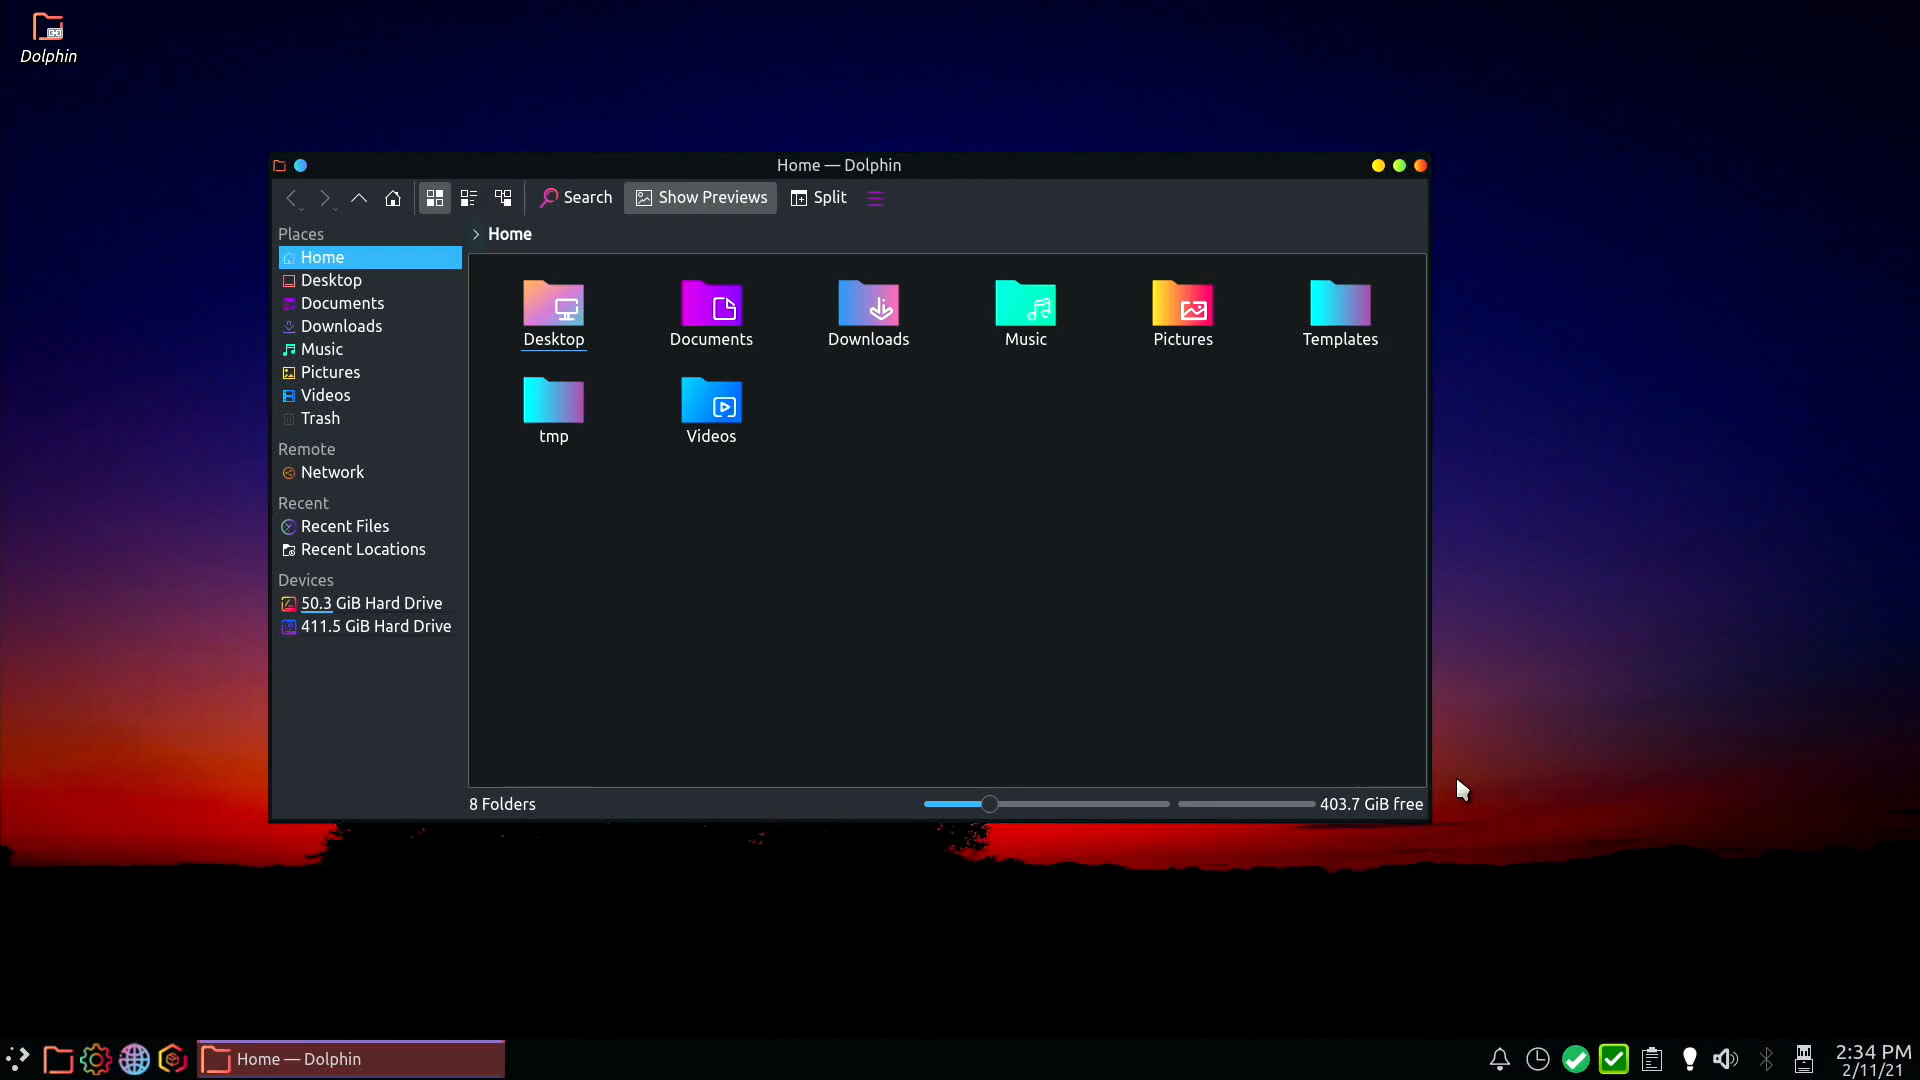 Dolphin
Home — Dolphin
Search
Show Previews
Split
Places
Home
Desktop
Documents
Downloads
Music
Pictures
Videos
Trash
Remote
Network
Recent
Recent Files
Recent Locations
Devices
50.3 GiB Hard Drive
411.5 GiB Hard Drive
Home
Desktop
Documents
Downloads
Music
Pictures
Templates
tmp
Videos
8 Folders
403.7 GiB free
Home — Dolphin
2:34 PM
2/11/21